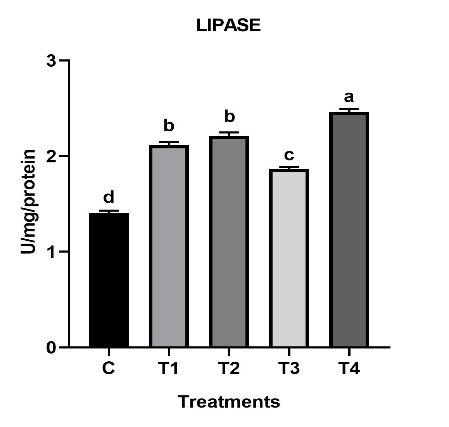 LIPASE
3
2
1
0
U/mg/protein
d
b
b
c
a
C T1 T2 T3 T4
Treatments